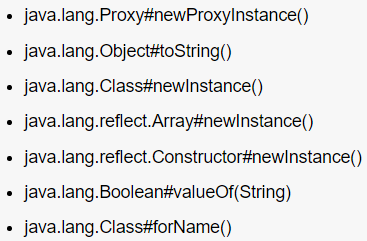 java.lang.Proxy#newProxyInstance()
java.lang.Object#toString()
java.lang.Class#newInstance()
java.lang.reflect.Array#newInstance()
java.lang.reflect.Constructor#newInstance()
java.lang.Boolean#valueOf(String)
java.lang.Class#forName()